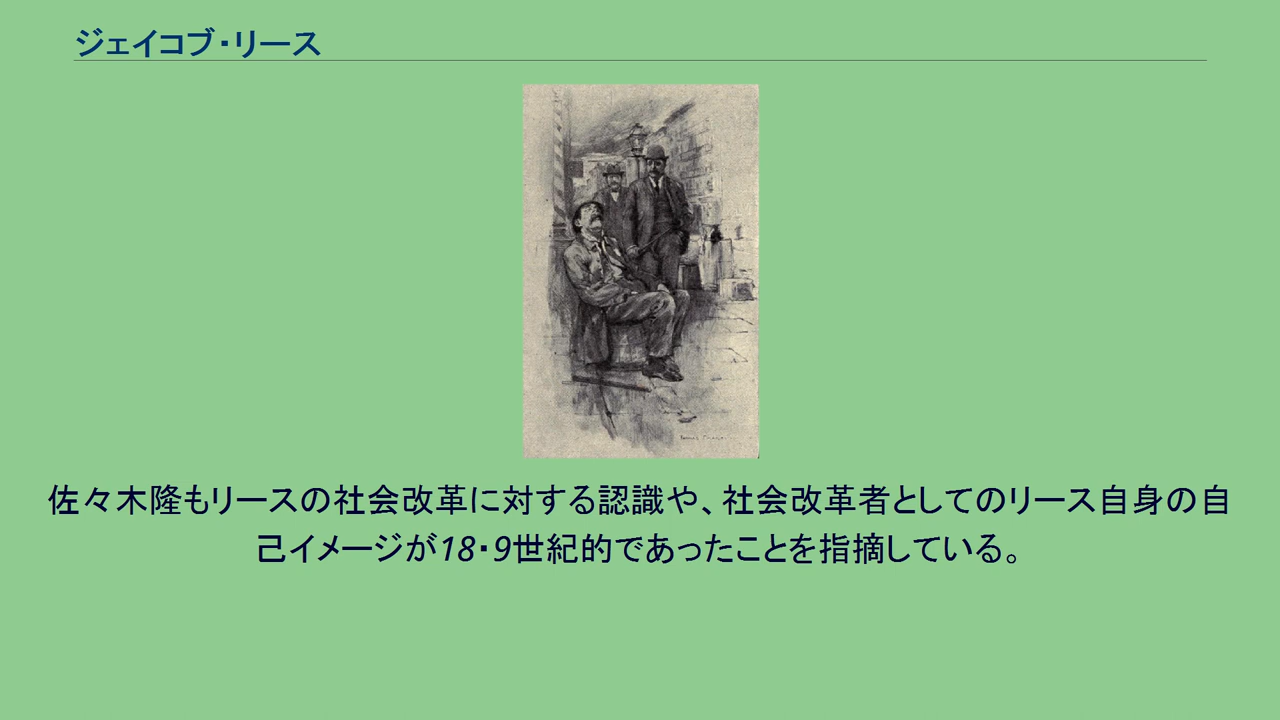 ジェイコブ・リース
佐々木隆もリースの社会改革に対する認識や、社会改革者としてのリース自身の自
己イメージが18・9世紀的であったことを指摘している。